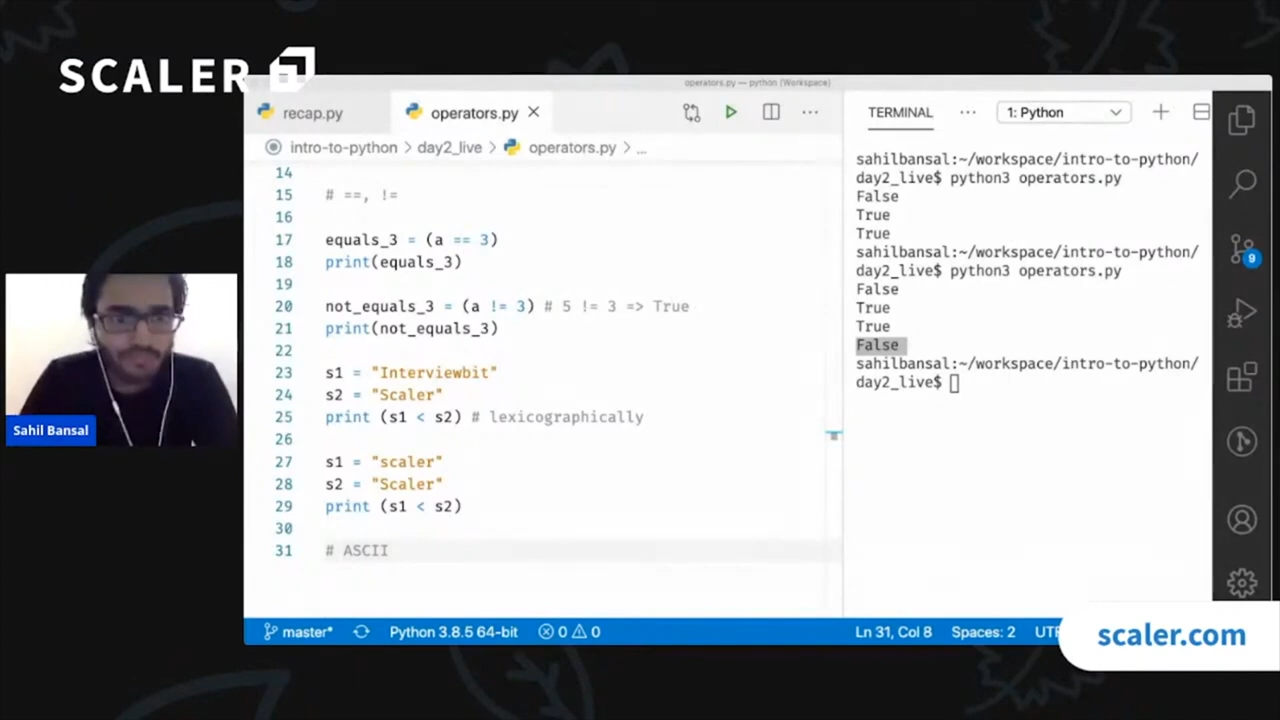 SCALER
operators.py — python (Workspace)
recap.py
operators.py
intro-to-python > day2_live > operators.py > ...
14
15 # ==, !=
16
17 equals_3 = (a == 3)
18 print(equals_3)
19
20 not_equals_3 = (a != 3) # 5 != 3 => True
21 print(not_equals_3)
22
23 s1 = "Interviewbit"
24 s2 = "Scaler"
25 print (s1 < s2) # lexicographically
26
27 s1 = "scaler"
28 s2 = "Scaler"
29 print (s1 < s2)
30
31 # ASCII
TERMINAL
1: Python
sahilbansal:~/workspace/intro-to-python/
day2_live$ python3 operators.py
False
True
True
sahilbansal:~/workspace/intro-to-python/
day2_live$ python3 operators.py
False
True
True
False
sahilbansal:~/workspace/intro-to-python/
day2_live$
9
Sahil Bansal
master* Python 3.8.5 64-bit 0 0 Ln 31, Col 8 Spaces: 2 UTF
scaler.com